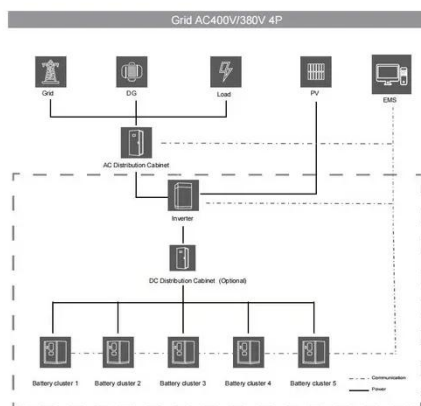 Grid AC400V/380V 4P
Grid
DG
Load
PV
EMS
AC Distribution Cabinet
Inverter
DC Distribution Cabinet (Optional)
Battery cluster 1
Battery cluster 2
Battery cluster 3
Battery cluster 4
Battery cluster 5
Communication
Power